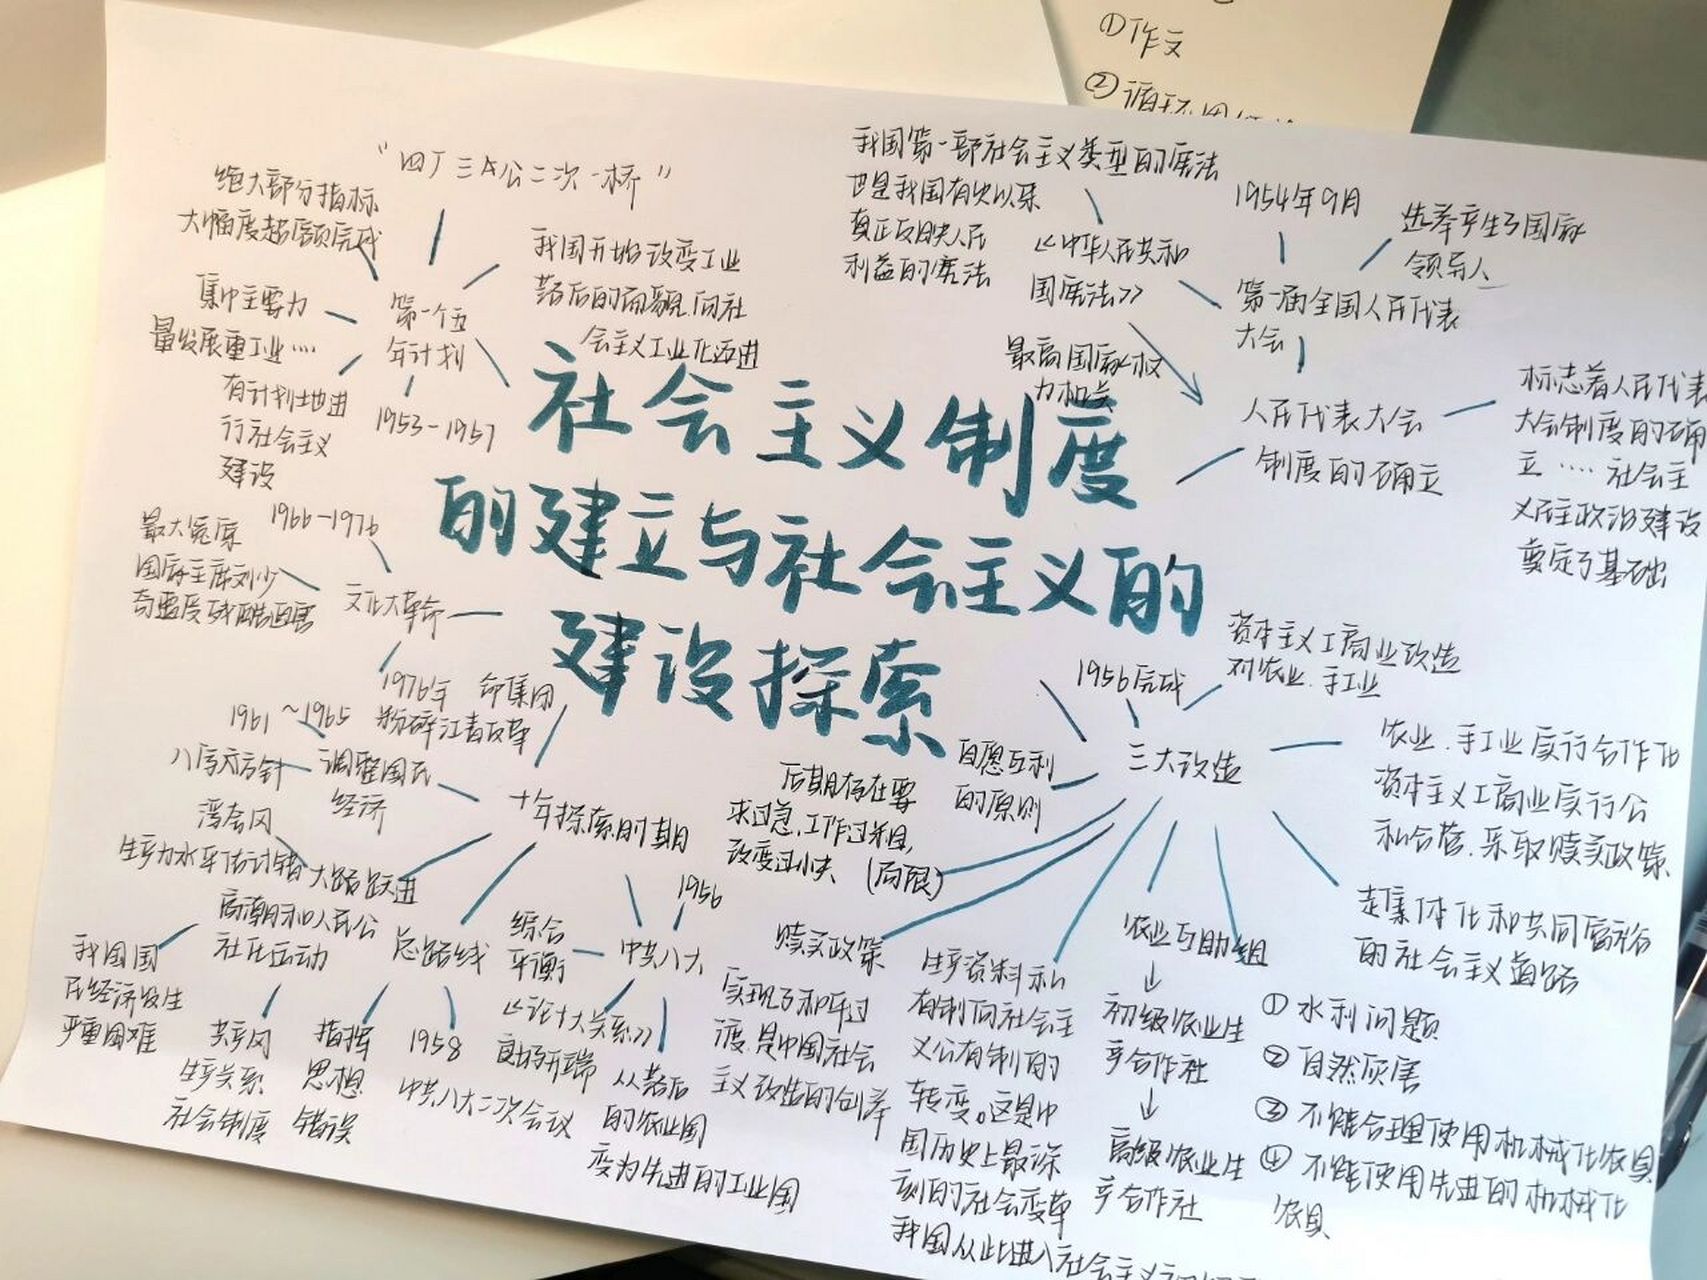 ①作文
②循环
"四厂三大公二次一桥"
绝大部分指标
大幅度超额完成
集中主要力
量发展重工业....
有计划地进
行社会主义
建设
第一个五
年计划
1953-1957
我国开始改变工业
落后的面貌,向社
会主义工业化迈进
我国第一部社会主义类型的宪法
也是我国有史以来
真正反映人民
利益的宪法
《中华人民共和
国宪法》
最高国家权
力机关
1954年9月
选举产生了国家
领导人
第一届全国人民代表
大会
人民代表大会
制度的确立
标志着人民代表
大会制度的确
立.....社会主
义民主政治建设
奠定了基础
社会主义制度
的建立与社会主义的
建设探索
1966-1976
最大冤案
国家主席刘少
奇遭受残酷迫害
文化大革命
1976年
粉碎江青反革
命集团
1961~1965
八字方针
调整国民
经济
十年探索时期
浮夸风
生产力水平估计错
大跃进
高潮和人民公
社化运动
我国国
民经济发生
严重困难
共产风
生产关系
社会制度
总路线
指挥
思想
错误
1958
中共八大二次会议
综合
平衡
中共八大
1956
《论十大关系》
良好开端
从落后
的农业国
变为先进的工业国
三大改造
1956完成
资本主义工商业改造
对农业.手工业
农业.手工业实行合作化
资本主义工商业实行公
私合营.采取赎买政策
走集体化和共同富裕
的社会主义道路
自愿互利
的原则
后期存在要
求过急,工作过粗,
改变过快 (局限)
赎买政策
实现了和平过
渡,是中国社会
主义改造的创举
生产资料私
有制向社会主
义公有制的
转变。这是中
国历史上最深
刻的社会变革
我国从此进入社会主义
农业互助组
↓
初级农业生
产合作社
↓
高级农业生
产合作社
①水利问题
②自然灾害
③不能合理使用机械化农具
④不能使用先进的机械化
农具